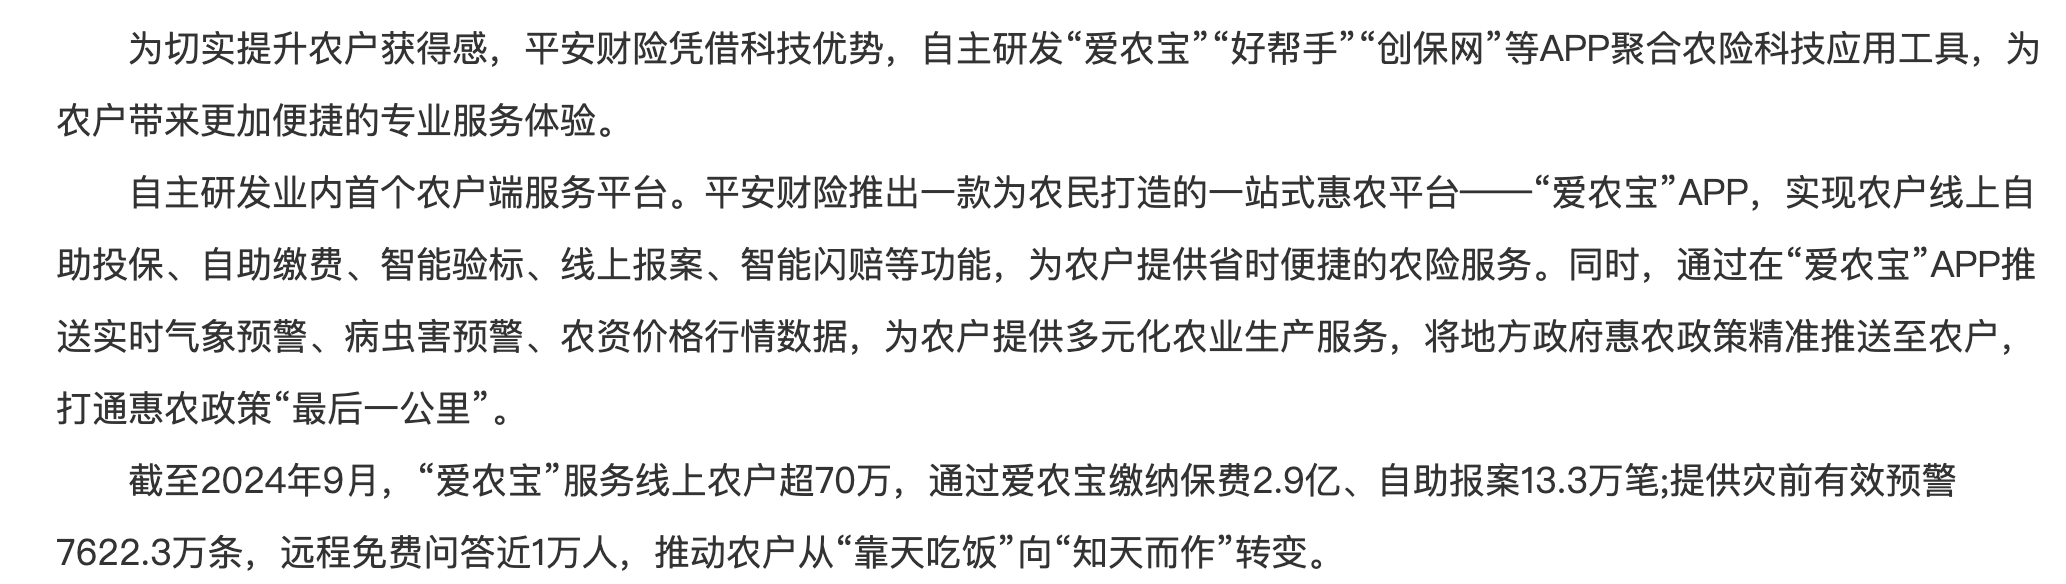 为切实提升农户获得感，平安财险凭借科技优势，自主研发“爱农宝”“好帮手”“创保网”等APP聚合农险科技应用工具，为
农户带来更加便捷的专业服务体验。
自主研发业内首个农户端服务平台。平安财险推出一款为农民打造的一站式惠农平台——“爱农宝”APP，实现农户线上自
助投保、自助缴费、智能验标、线上报案、智能闪赔等功能，为农户提供省时便捷的农险服务。同时，通过在“爱农宝”APP推
送实时气象预警、病虫害预警、农资价格行情数据，为农户提供多元化农业生产服务，将地方政府惠农政策精准推送至农户，
打通惠农政策“最后一公里”。
截至2024年9月，“爱农宝”服务线上农户超70万，通过爱农宝缴纳保费2.9亿、自助报案13.3万笔;提供灾前有效预警
7622.3万条，远程免费问答近1万人，推动农户从“靠天吃饭”向“知天而作”转变。